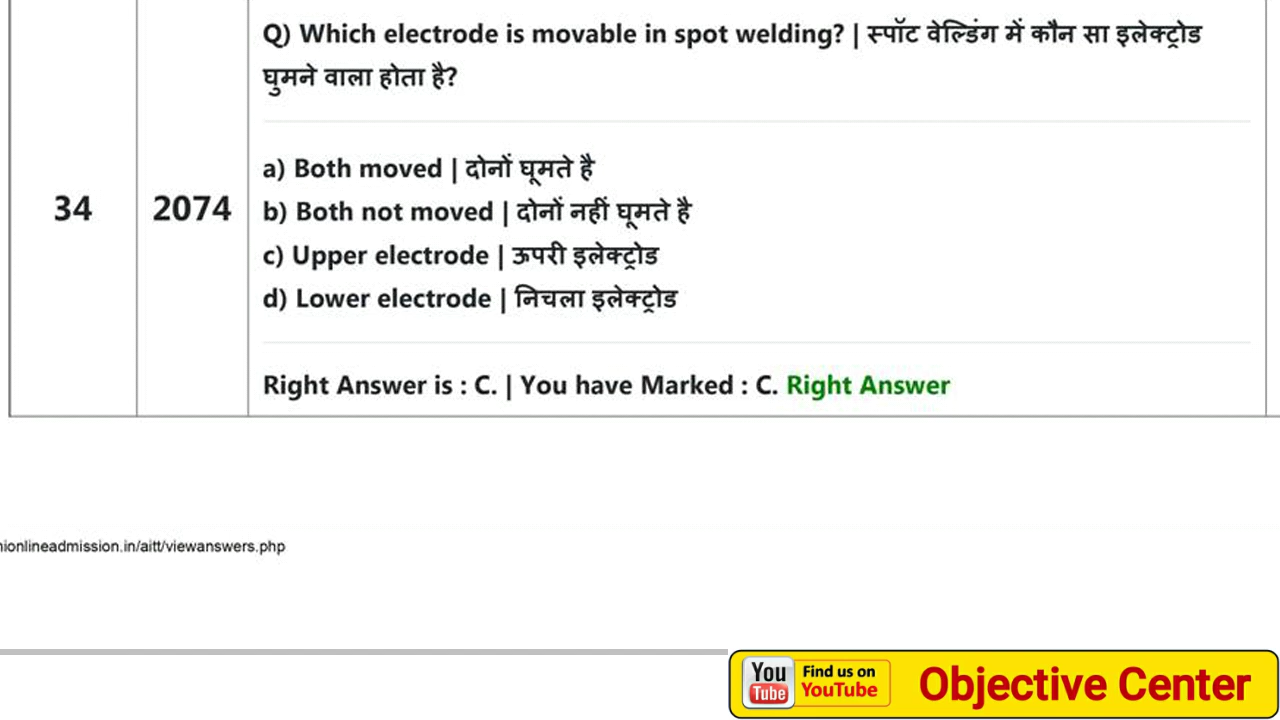 Q) Which electrode is movable in spot welding? | स्पॉट वेल्डिंग में कौन सा इलेक्ट्रोड
घुमने वाला होता है?
a) Both moved | दोनों घूमते है
34 2074 b) Both not moved | दोनों नहीं घूमते है
c) Upper electrode | ऊपरी इलेक्ट्रोड
d) Lower electrode | निचला इलेक्ट्रोड
Right Answer is : C. | You have Marked : C. Right Answer
ionlineadmission.in/aitt/viewanswers.php
You Tube Find us on YouTube Objective Center